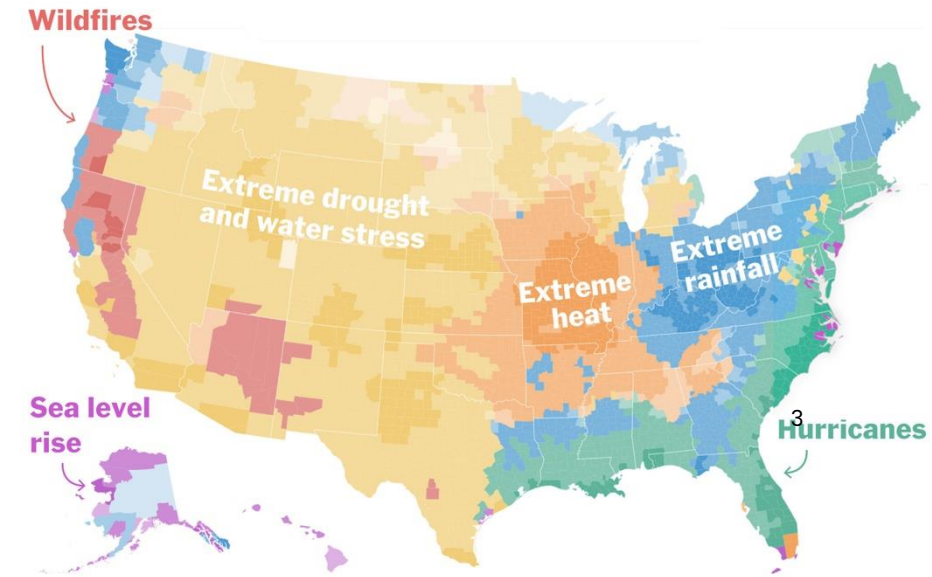 Wildfires
Extreme drought
and water stress
Extreme
rainfall
Extreme
heat
Sea level
rise
3
Hurricanes